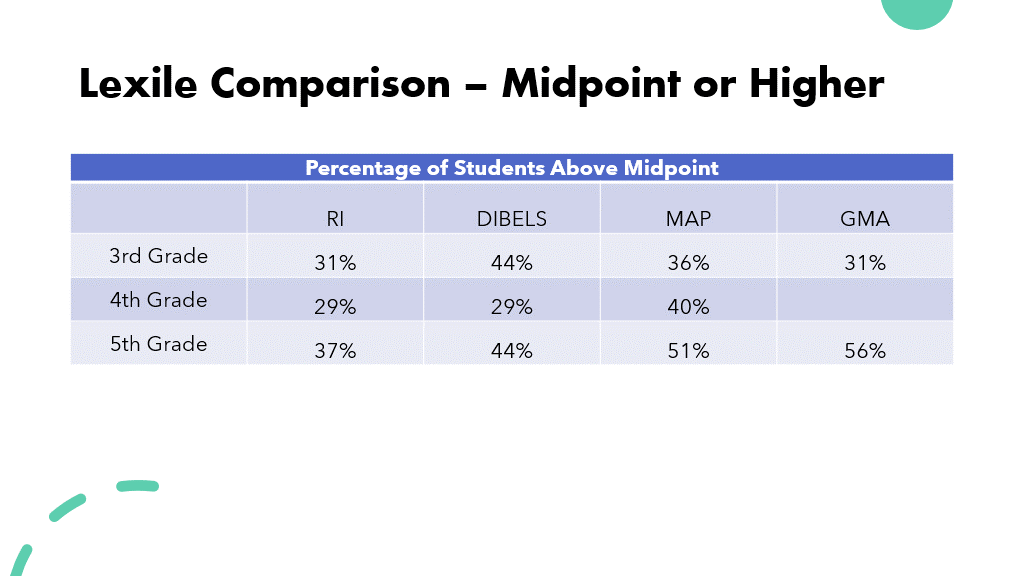 Lexile Comparison – Midpoint or Higher
Percentage of Students Above Midpoint
RI DIBELS MAP GMA
3rd Grade 31% 44% 36% 31%
4th Grade 29% 29% 40%
5th Grade 37% 44% 51% 56%